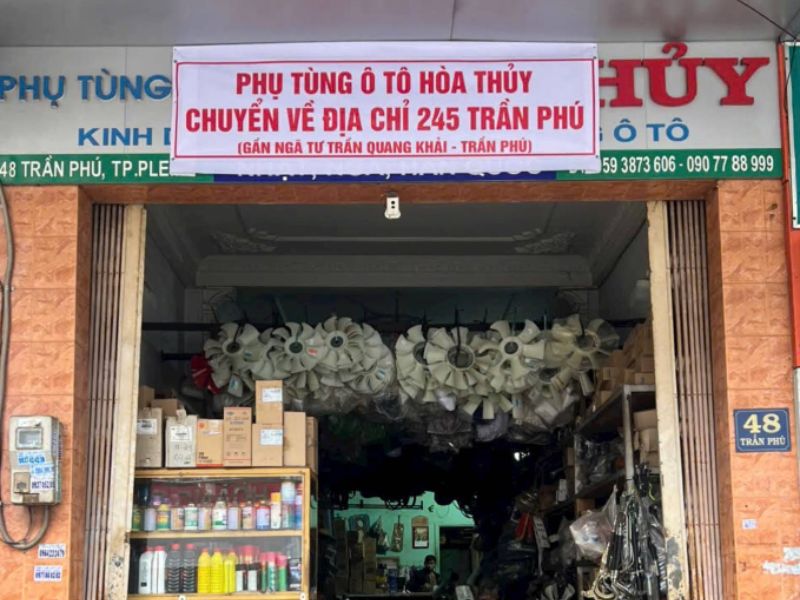 PHỤ TÙNG Ô TÔ HÒA THỦY
CHUYỂN VỀ ĐỊA CHỈ 245 TRẦN PHÚ
(GẦN NGÃ TƯ TRẦN QUANG KHẢI - TRẦN PHÚ)
PHỤ TÙNG
HỦY
KINH
Ô TÔ
48 TRẦN PHÚ, TP.PLE
59 3873 606 - 090 77 88 999
48
TRẦN PHÚ